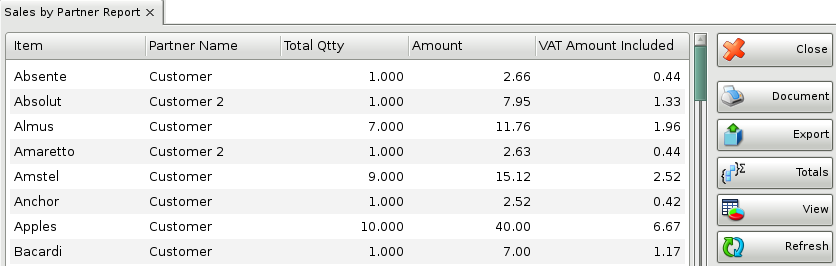 Sales by Partner Report ×
Item Partner Name Total Qtty Amount VAT Amount Included
Absente Customer 1.000 2.66 0.44
Absolut Customer 2 1.000 7.95 1.33
Almus Customer 7.000 11.76 1.96
Amaretto Customer 2 1.000 2.63 0.44
Amstel Customer 9.000 15.12 2.52
Anchor Customer 1.000 2.52 0.42
Apples Customer 10.000 40.00 6.67
Bacardi Customer 1.000 7.00 1.17
Close
Document
Export
Totals
View
Refresh